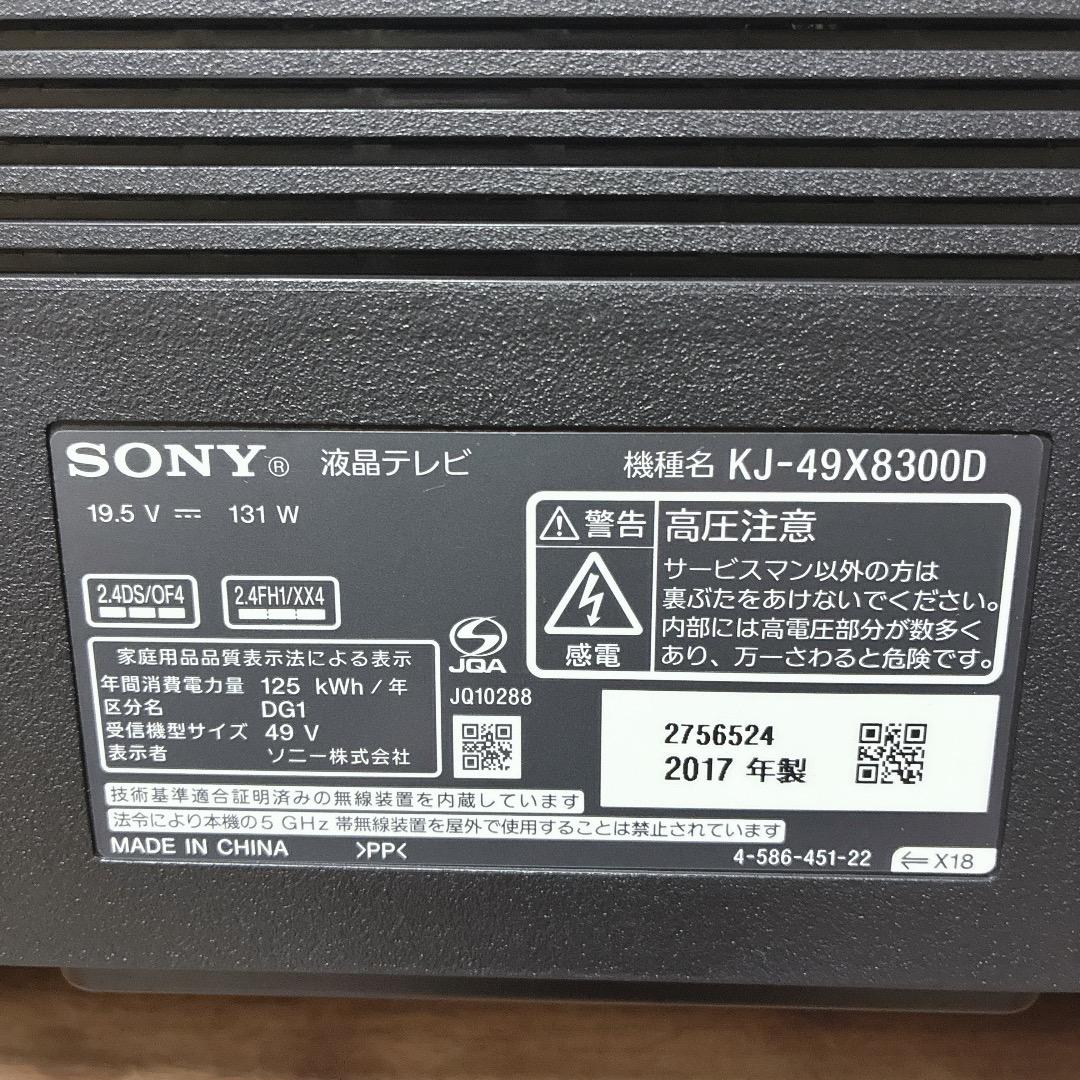 SONY® 液晶テレビ
機種名 KJ-49X8300D
19.5 V ⎓ 131 W
2.4DS/OF4
2.4FH1/XX4
警告
感電
高圧注意
サービスマン以外の方は
裏ぶたをあけないでください。
内部には高電圧部分が数多く
あり、万一さわると危険です。
家庭用品品質表示法による表示
年間消費電力量 125 kWh / 年
区分名 DG1
受信機型サイズ 49 V
表示者 ソニー株式会社
JQA
JQ10288
2756524
2017 年製
技術基準適合証明済みの無線装置を内蔵しています
法令により本機の5 GHz 帯無線装置を屋外で使用することは禁止されています
MADE IN CHINA >PP<
4-586-451-22
⇐ X18